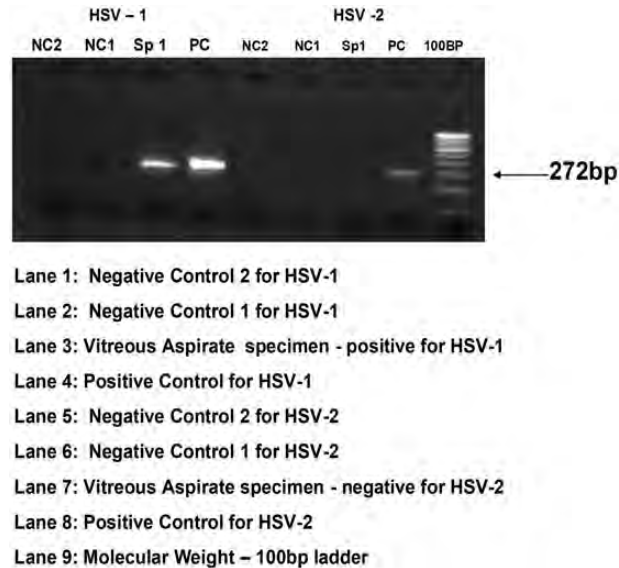 HSV – 1 HSV -2
NC2 NC1 Sp 1 PC NC2 NC1 Sp1 PC 100BP
272bp
Lane 1: Negative Control 2 for HSV-1
Lane 2: Negative Control 1 for HSV-1
Lane 3: Vitreous Aspirate specimen - positive for HSV-1
Lane 4: Positive Control for HSV-1
Lane 5: Negative Control 2 for HSV-2
Lane 6: Negative Control 1 for HSV-2
Lane 7: Vitreous Aspirate specimen - negative for HSV-2
Lane 8: Positive Control for HSV-2
Lane 9: Molecular Weight – 100bp ladder